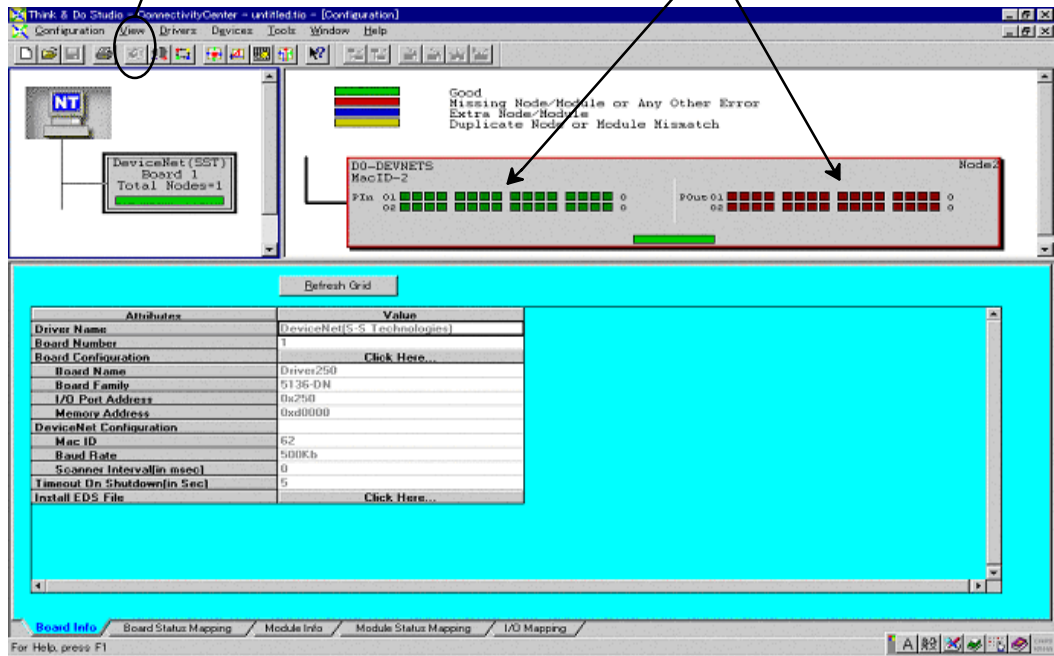 Think & Do Studio - ConnectivityCenter - untitled.tio - [Configuration]
Configuration View Drivers Devices Tools Window Help
NT
DeviceNet(SST)
Board 1
Total Nodes=1
Good
Missing Node/Module or Any Other Error
Extra Node/Module
Duplicate Node or Module Mismatch
DO-DEVNETS
Node2
MacID-2
PIn 01 0
02 0
POut 01 0
02 0
Refresh Grid
Attributes Value
Driver Name DeviceNet(S-S Technologies)
Board Number 1
Board Configuration Click Here...
Board Name Driver250
Board Family 5136-DN
I/O Port Address 0x250
Memory Address 0xd0000
DeviceNet Configuration
Mac ID 62
Baud Rate 500Kb
Scanner Interval(in msec) 0
Timeout On Shutdown(in Sec) 5
Install EDS File Click Here...
Board Info Board Status Mapping Module Info Module Status Mapping I/O Mapping
For Help, press F1
A 般